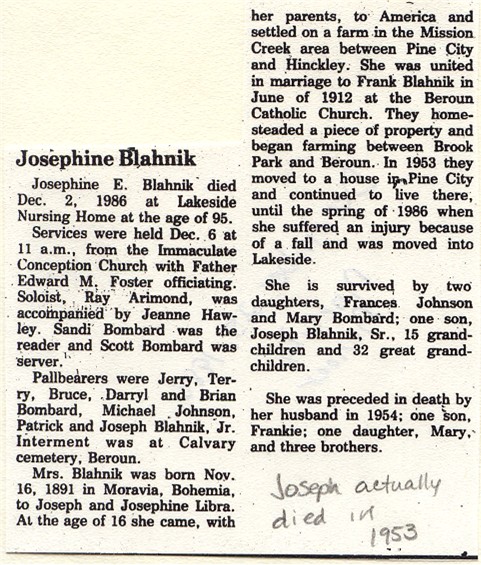 Josephine Blahnik
Josephine E. Blahnik died
Dec. 2, 1986 at Lakeside
Nursing Home at the age of 95.
Services were held Dec. 6 at
11 a.m., from the Immaculate
Conception Church with Father
Edward M. Foster officiating.
Soloist, Ray Arimond, was
accompanied by Jeanne Haw-
ley. Sandi Bombard was the
reader and Scott Bombard was
server.
Pallbearers were Jerry, Ter-
ry, Bruce, Darryl and Brian
Bombard, Michael Johnson,
Patrick and Joseph Blahnik, Jr.
Interment was at Calvary
cemetery, Beroun.
Mrs. Blahnik was born Nov.
16, 1891 in Moravia, Bohemia,
to Joseph and Josephine Libra.
At the age of 16 she came, with
her parents, to America and
settled on a farm in the Mission
Creek area between Pine City
and Hinckley. She was united
in marriage to Frank Blahnik in
June of 1912 at the Beroun
Catholic Church. They home-
steaded a piece of property and
began farming between Brook
Park and Beroun. In 1953 they
moved to a house in Pine City
and continued to live there,
until the spring of 1986 when
she suffered an injury because
of a fall and was moved into
Lakeside.
She is survived by two
daughters, Frances Johnson
and Mary Bombard; one son,
Joseph Blahnik, Sr., 15 grand-
children and 32 great grand-
children.
She was preceded in death by
her husband in 1954; one son,
Frankie; one daughter, Mary,
and three brothers.
Joseph actually
died in
1953